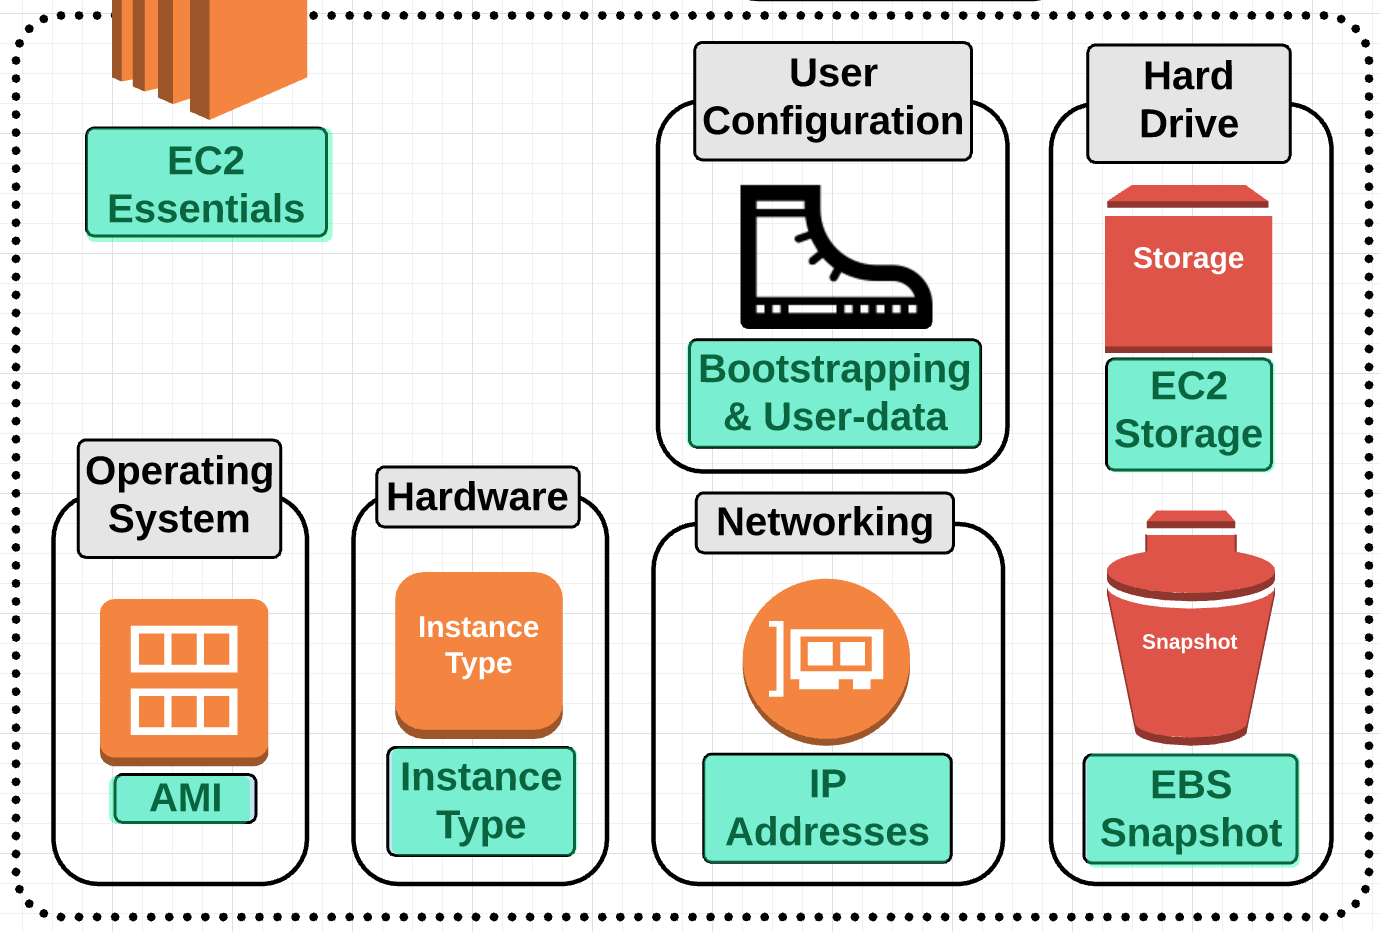 EC2
Essentials
User
Configuration
Bootstrapping
& User-data
Hard
Drive
Storage
EC2
Storage
Snapshot
EBS
Snapshot
Operating
System
AMI
Hardware
Instance
Type
Instance
Type
Networking
IP
Addresses